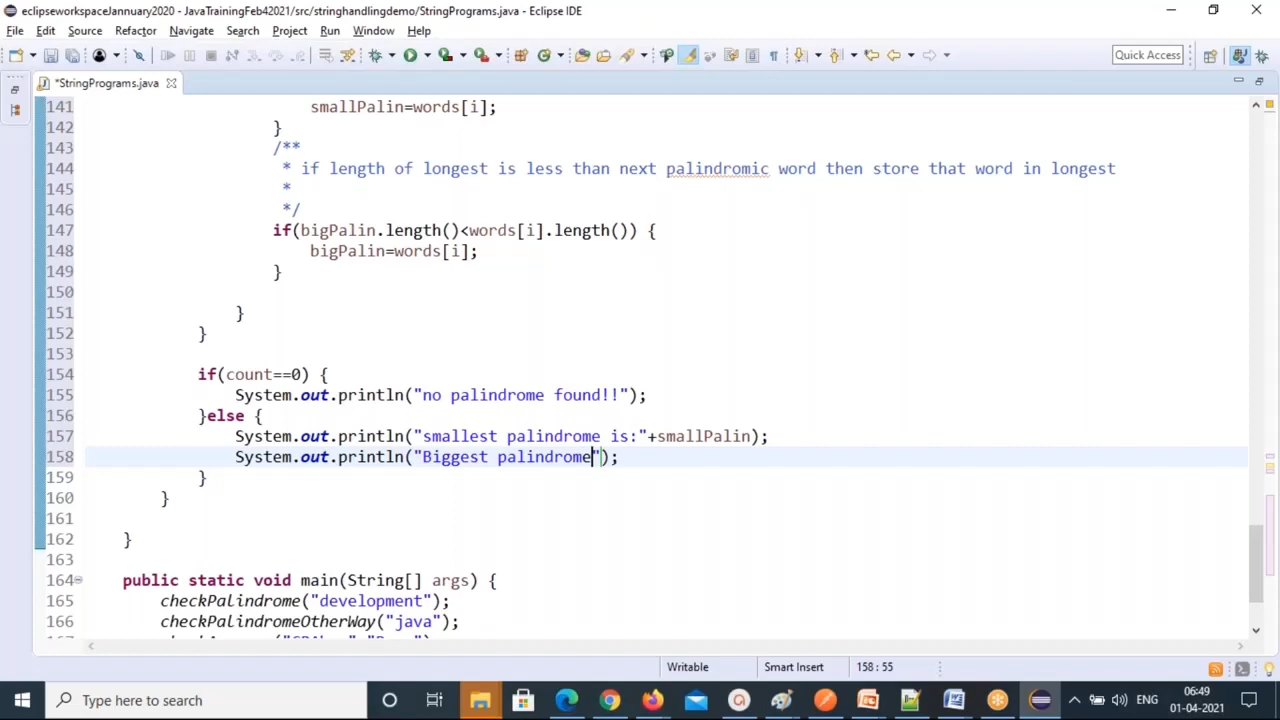 eclipseworkspaceJannuary2020 - JavaTrainingFeb42021/src/stringhandlingdemo/StringPrograms.java - Eclipse IDE
File Edit Source Refactor Navigate Search Project Run Window Help
Quick Access
*StringPrograms.java
141 smallPalin=words[i];
142 }
143 /**
144 * if length of longest is less than next palindromic word then store that word in longest
145 *
146 */
147 if(bigPalin.length()<words[i].length()) {
148 bigPalin=words[i];
149 }
150
151 }
152 }
153
154 if(count==0) {
155 System.out.println("no palindrome found!!");
156 }else {
157 System.out.println("smallest palindrome is:"+smallPalin);
158 System.out.println("Biggest palindrome");
159 }
160 }
161
162 }
163
164 public static void main(String[] args) {
165 checkPalindrome("development");
166 checkPalindromeOtherWay("java");
167
Writable Smart Insert 158 : 55
Type here to search
ENG
06:49
01-04-2021